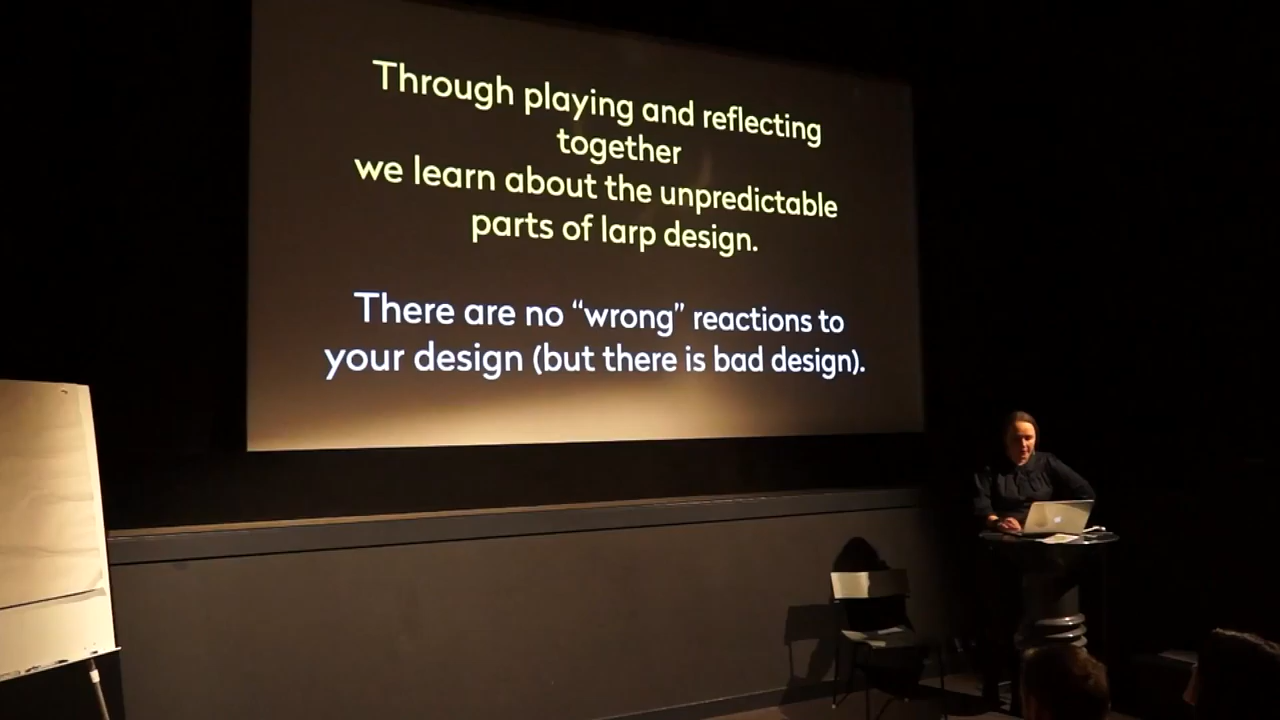 Through playing and reflecting
together
we learn about the unpredictable
parts of larp design.
There are no “wrong” reactions to
your design (but there is bad design).